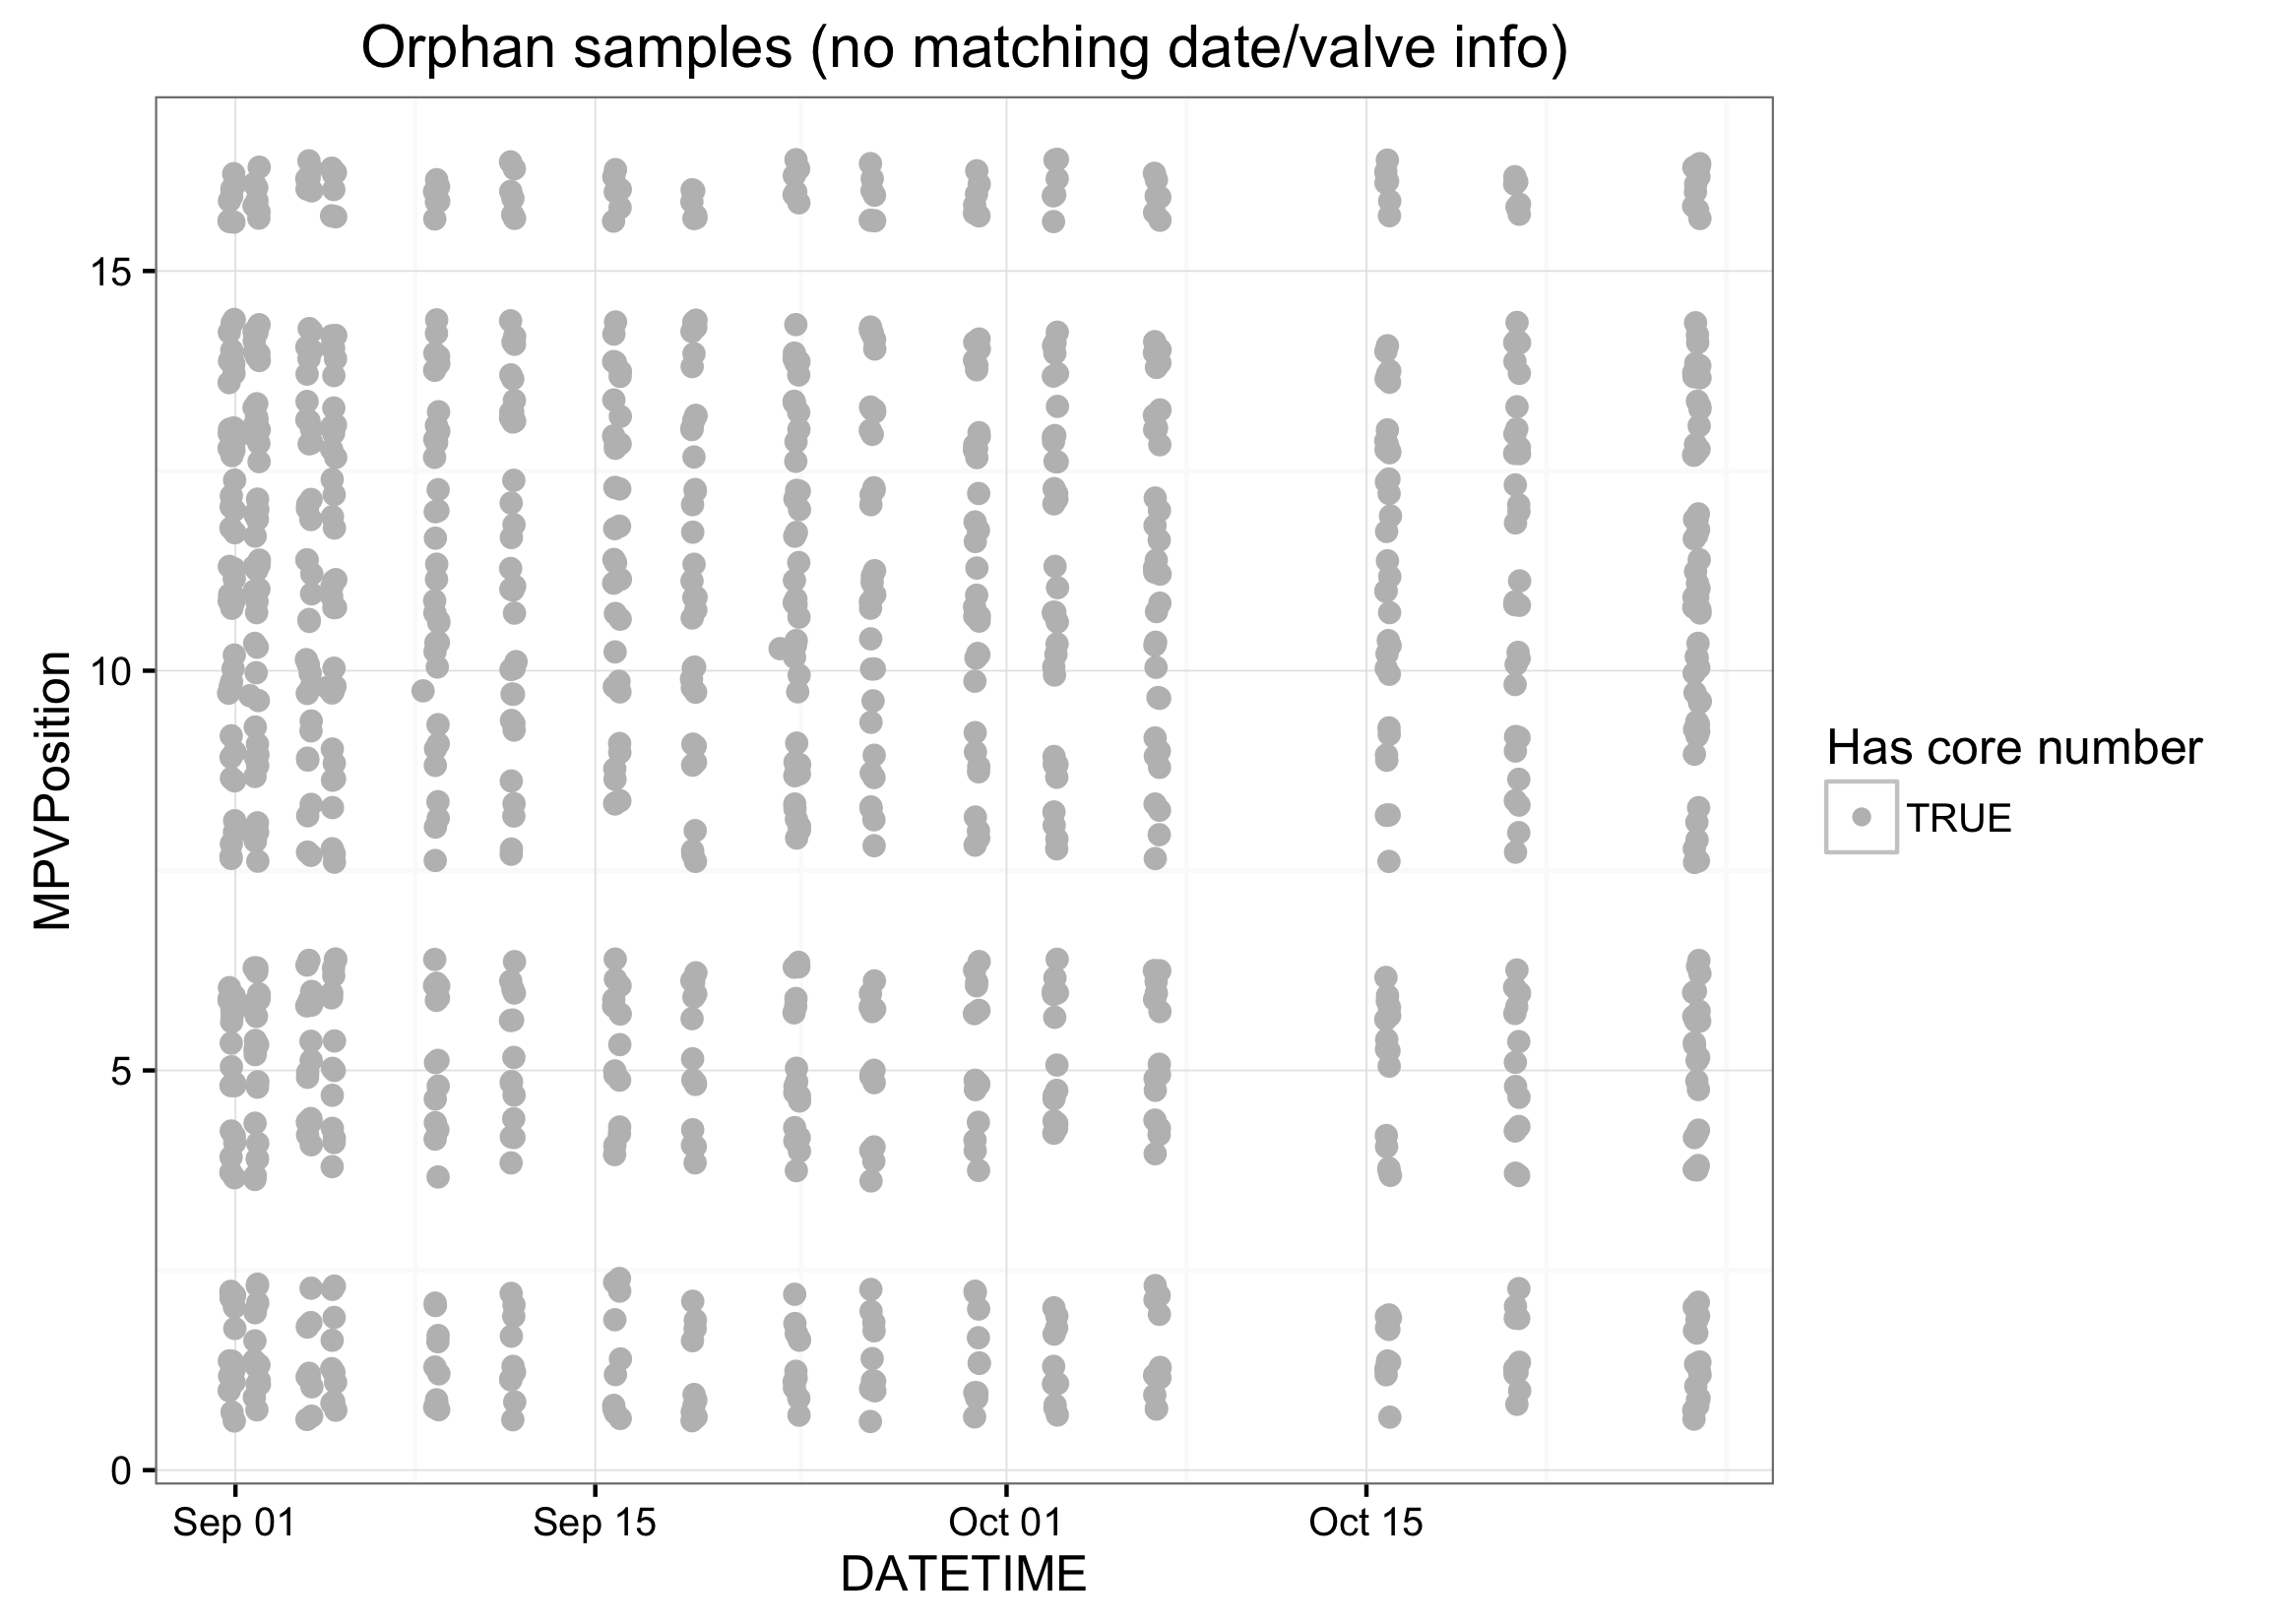 Orphan samples (no matching date/valve info)
15
10
5
0
MPVPosition
Sep 01
Sep 15
Oct 01
Oct 15
DATETIME
Has core number
TRUE